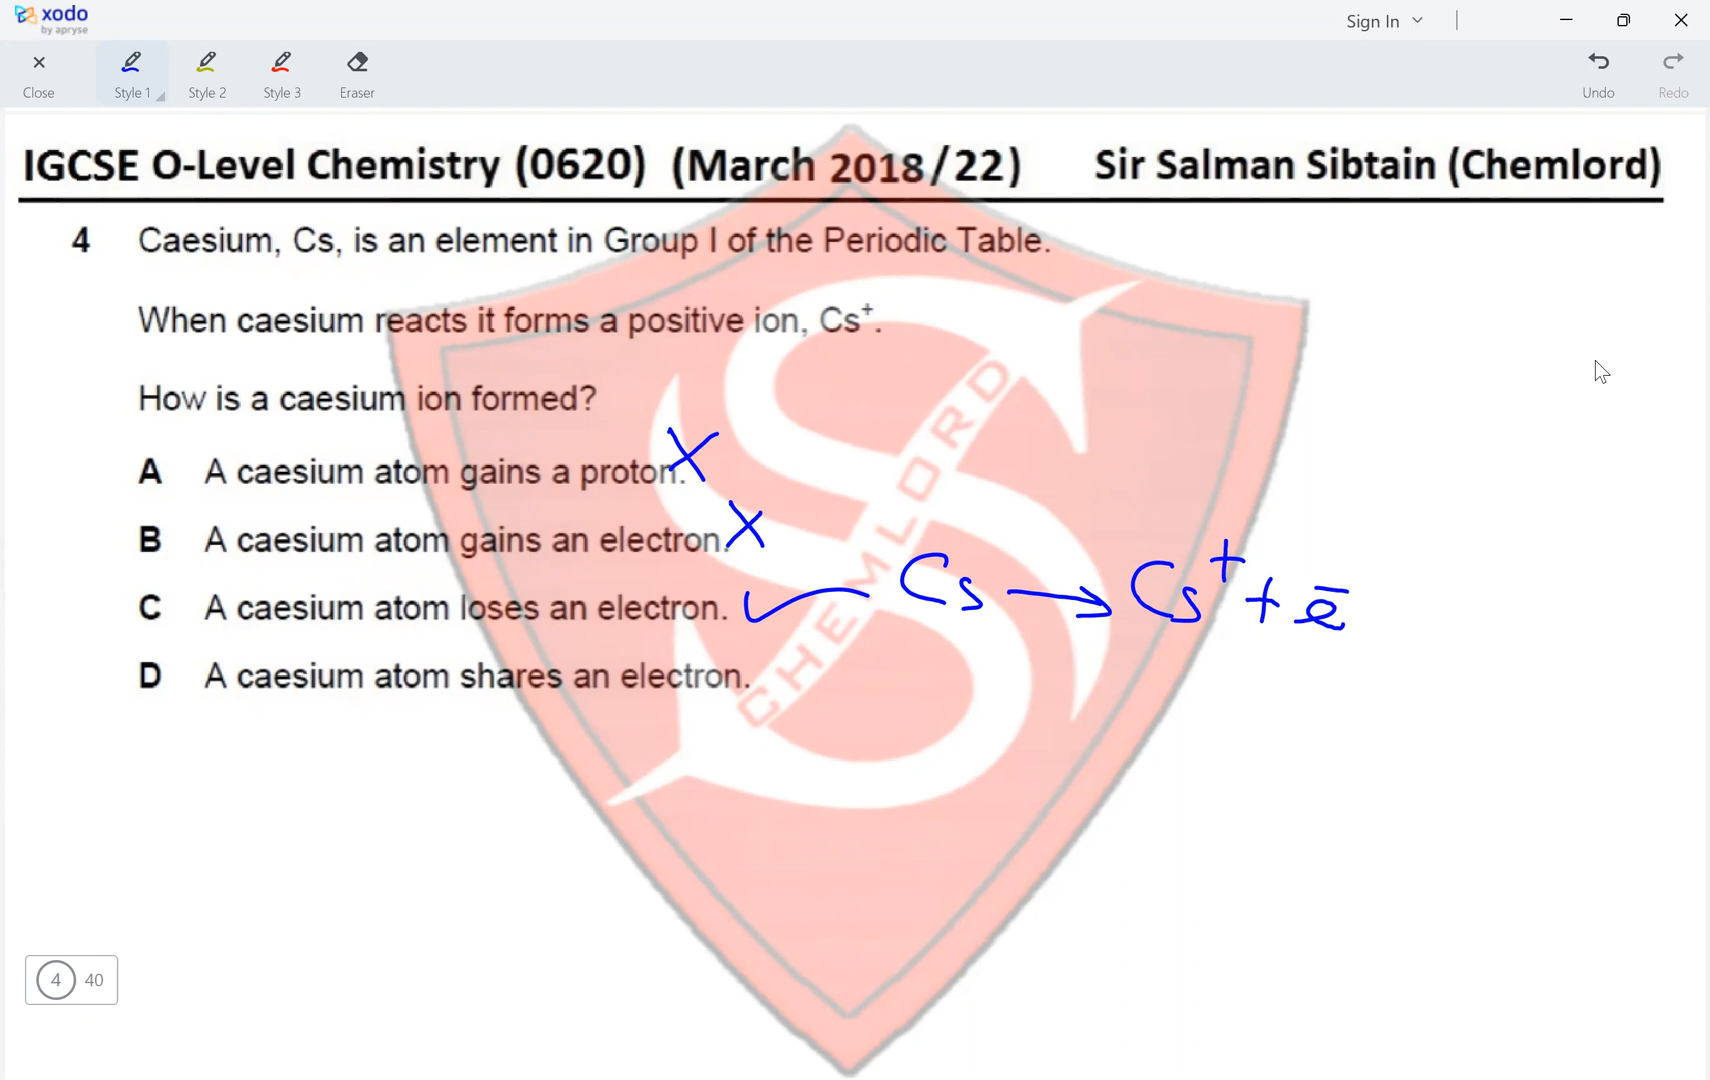 xodo
by apryse
Sign In
Close
Style 1
Style 2
Style 3
Eraser
Undo
Redo
IGCSE O-Level Chemistry (0620) (March 2018/22) Sir Salman Sibtain (Chemlord)
4 Caesium, Cs, is an element in Group I of the Periodic Table.
When caesium reacts it forms a positive ion, Cs⁺.
How is a caesium ion formed?
A A caesium atom gains a proton. X
B A caesium atom gains an electron. X
C A caesium atom loses an electron. ✓ Cs → Cs⁺ + e̅
D A caesium atom shares an electron.
CHEMLORD
4 40